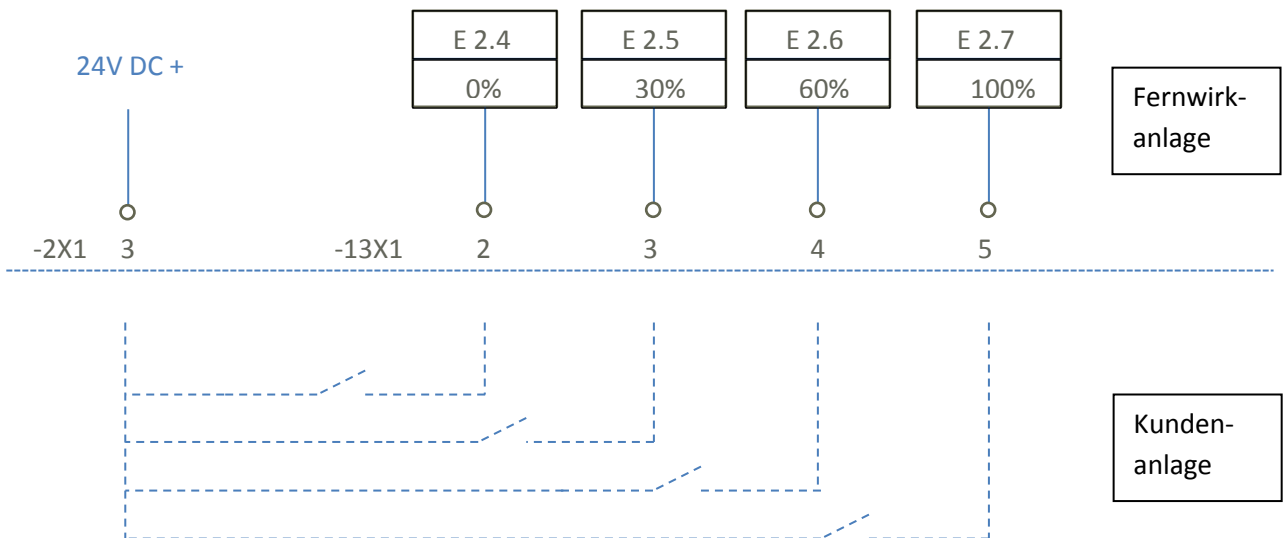 E 2.4 E 2.5 E 2.6 E 2.7
24V DC +
0% 30% 60% 100%
Fernwirk-
anlage
-2X1 3 -13X1 2 3 4 5
Kunden-
anlage